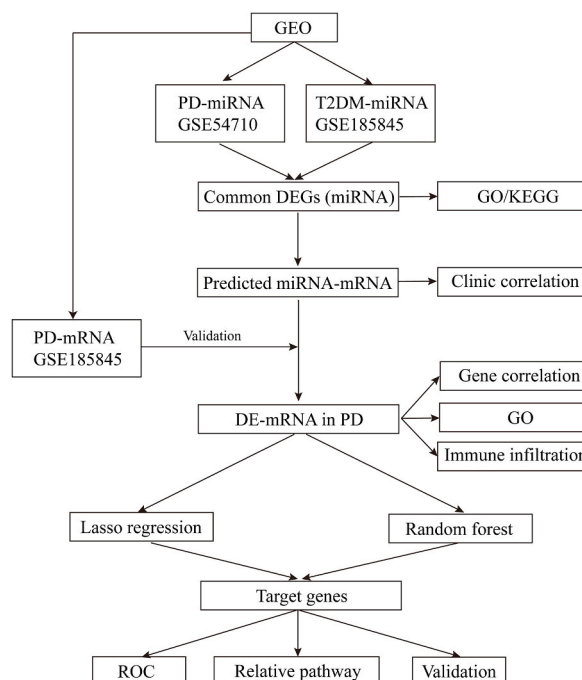 GEO
PD-miRNA
GSE54710
T2DM-miRNA
GSE185845
Common DEGs (miRNA)
GO/KEGG
Predicted miRNA-mRNA
Clinic correlation
PD-mRNA
GSE185845
Validation
Gene correlation
DE-mRNA in PD
GO
Immune infiltration
Lasso regression
Random forest
Target genes
ROC
Relative pathway
Validation